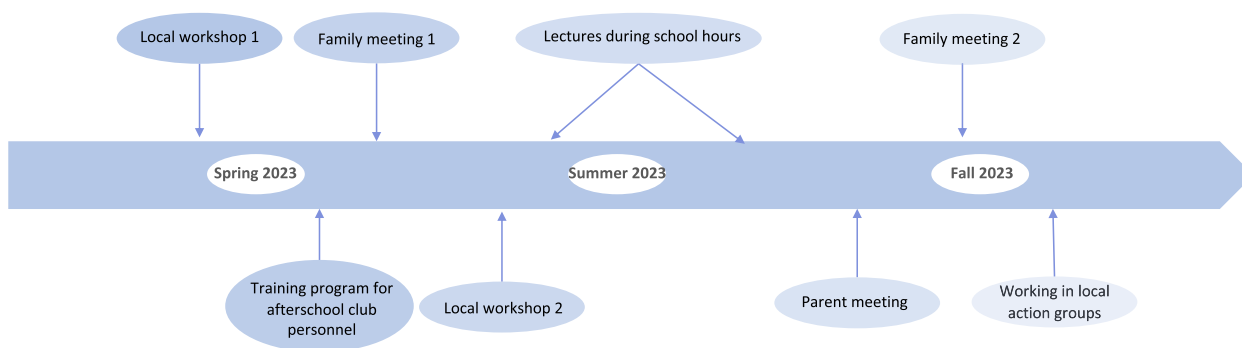 Local workshop 1
Family meeting 1
Lectures during school hours
Family meeting 2
Spring 2023
Summer 2023
Fall 2023
Training program for
afterschool club
personnel
Local workshop 2
Parent meeting
Working in local
action groups